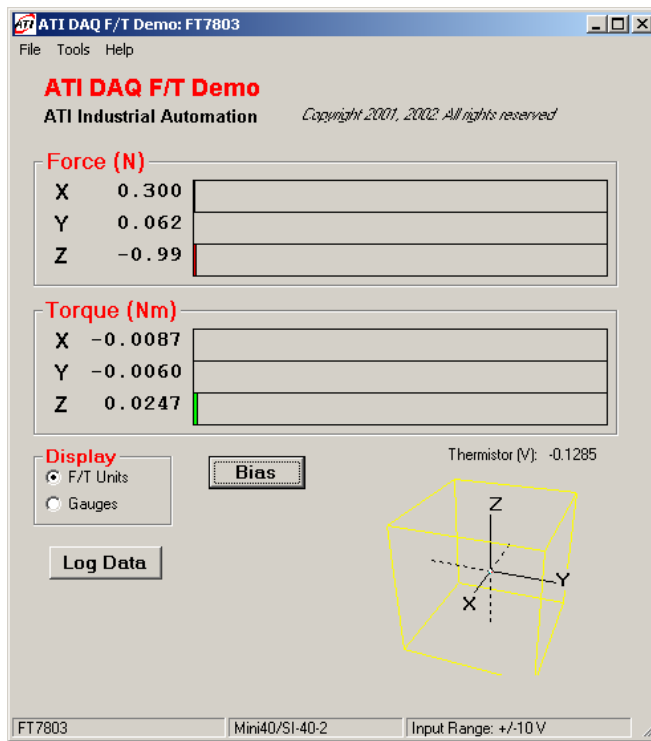 ATI ATI DAQ F/T Demo: FT7803
File Tools Help
ATI DAQ F/T Demo
ATI Industrial Automation Copyright 2001, 2002. All rights reserved
Force (N)
X 0.300
Y 0.062
Z -0.99
Torque (Nm)
X -0.0087
Y -0.0060
Z 0.0247
Display
F/T Units
Gauges
Bias
Thermistor (V): -0.1285
Log Data
Z
Y
X
FT7803 Mini40/SI-40-2 Input Range: +/-10 V